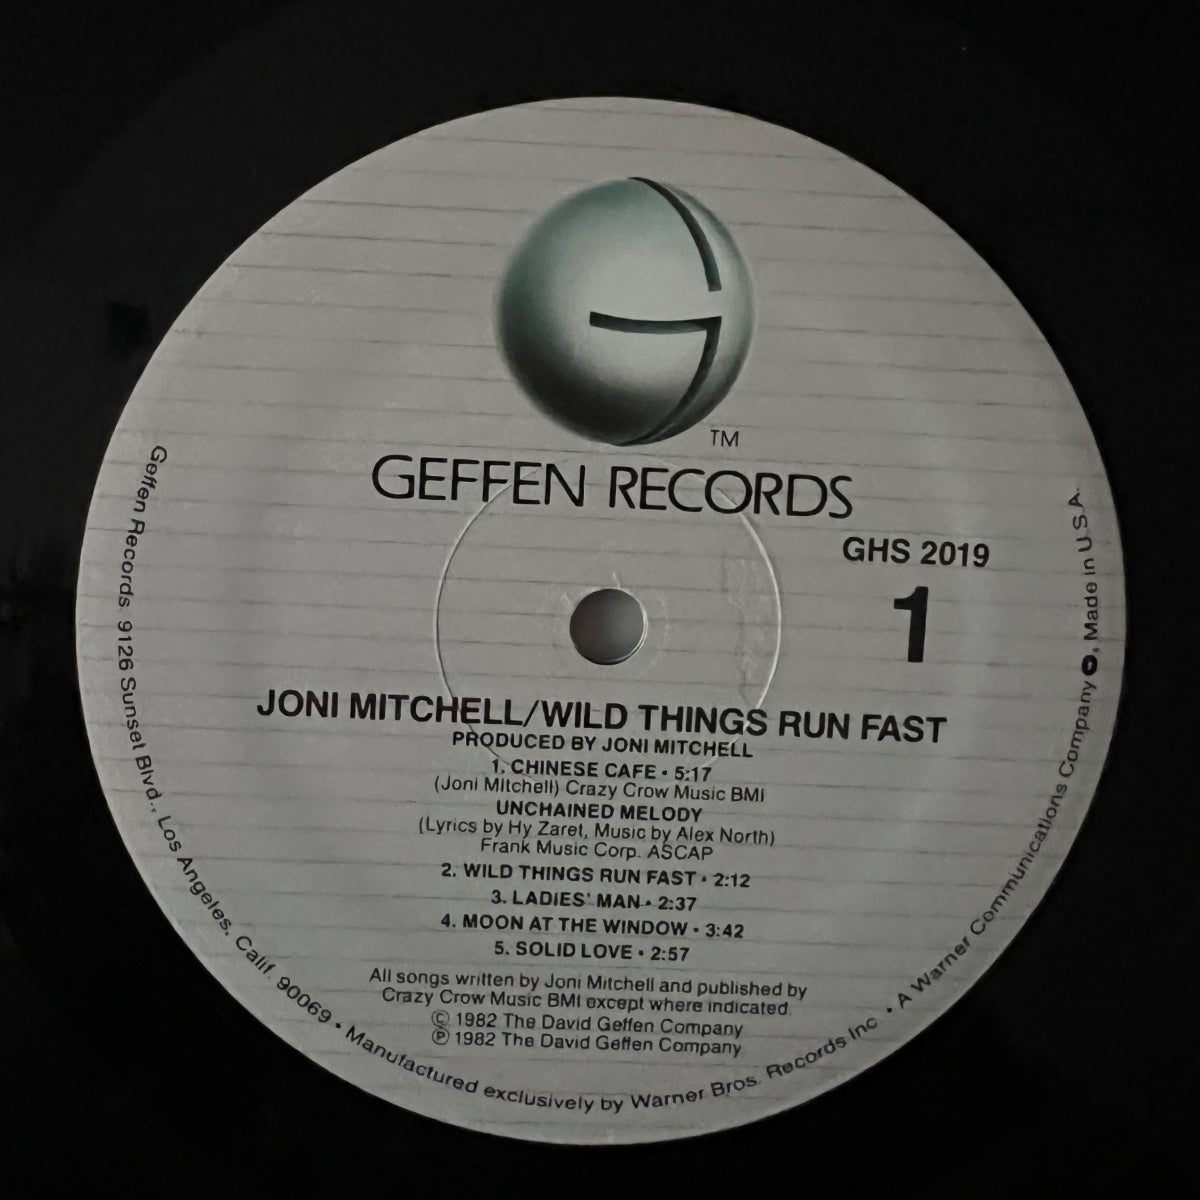 TM
GEFFEN RECORDS
GHS 2019
1
JONI MITCHELL/WILD THINGS RUN FAST
PRODUCED BY JONI MITCHELL
1. CHINESE CAFE • 5:17
(Joni Mitchell) Crazy Crow Music BMI
UNCHAINED MELODY
(Lyrics by Hy Zaret, Music by Alex North)
Frank Music Corp. ASCAP
2. WILD THINGS RUN FAST • 2:12
3. LADIES' MAN • 2:37
4. MOON AT THE WINDOW • 3:42
5. SOLID LOVE • 2:57
All songs written by Joni Mitchell and published by
Crazy Crow Music BMI except where indicated.
© 1982 The David Geffen Company
℗ 1982 The David Geffen Company
Geffen Records 9126 Sunset Blvd., Los Angeles, Calif. 90069 • Manufactured exclusively by Warner Bros. Records Inc. • A Warner Communications Company, Made in U.S.A.